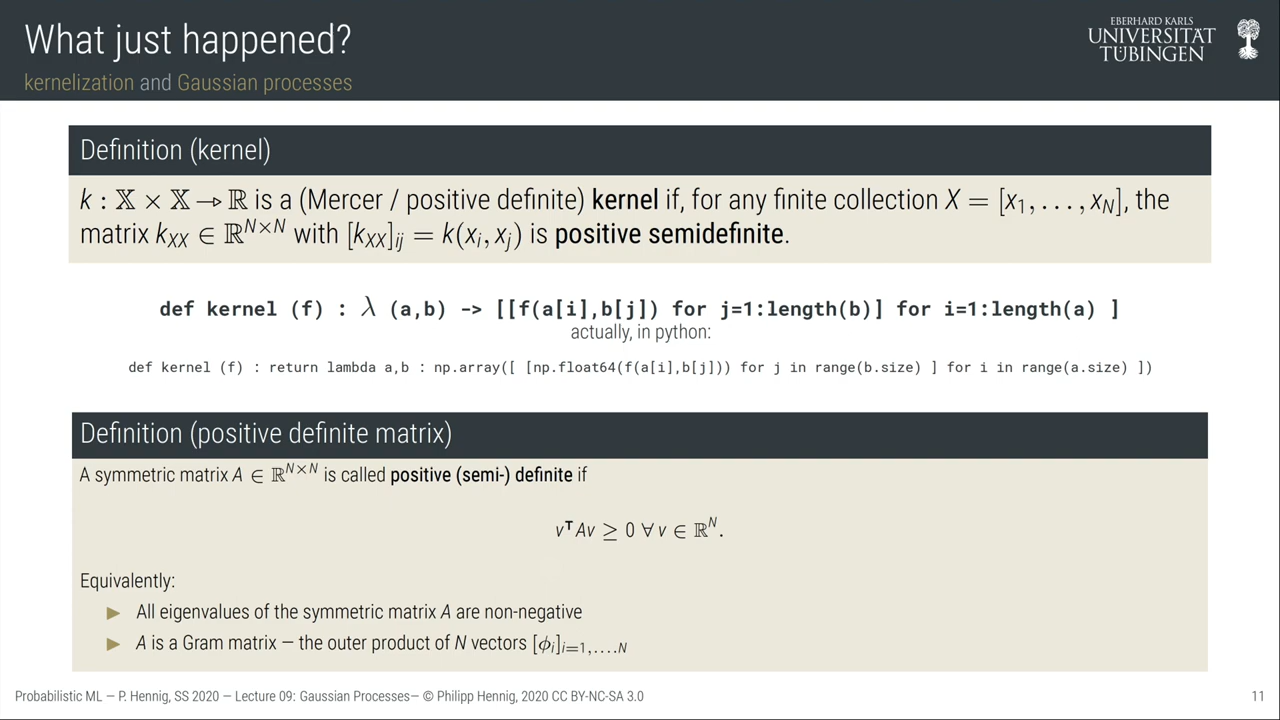 What just happened?
kernelization and Gaussian processes
EBERHARD KARLS
UNIVERSITÄT
TÜBINGEN
Definition (kernel)
k : 𝕏 × 𝕏 → ℝ is a (Mercer / positive definite) kernel if, for any finite collection X = [x₁, . . . , x_N], the
matrix k_XX ∈ ℝ^{N×N} with [k_XX]_ij = k(x_i, x_j) is positive semidefinite.
def kernel (f) : λ (a,b) -> [[f(a[i],b[j]) for j=1:length(b)] for i=1:length(a) ]
actually, in python:
def kernel (f) : return lambda a,b : np.array([ [np.float64(f(a[i],b[j])) for j in range(b.size) ] for i in range(a.size) ])
Definition (positive definite matrix)
A symmetric matrix A ∈ ℝ^{N×N} is called positive (semi-) definite if
v^⊤Av ≥ 0 ∀ v ∈ ℝ^N.
Equivalently:
▶ All eigenvalues of the symmetric matrix A are non-negative
▶ A is a Gram matrix – the outer product of N vectors [ϕ_i]_{i=1,....N}
Probabilistic ML — P. Hennig, SS 2020 — Lecture 09: Gaussian Processes— © Philipp Hennig, 2020 CC BY-NC-SA 3.0
11